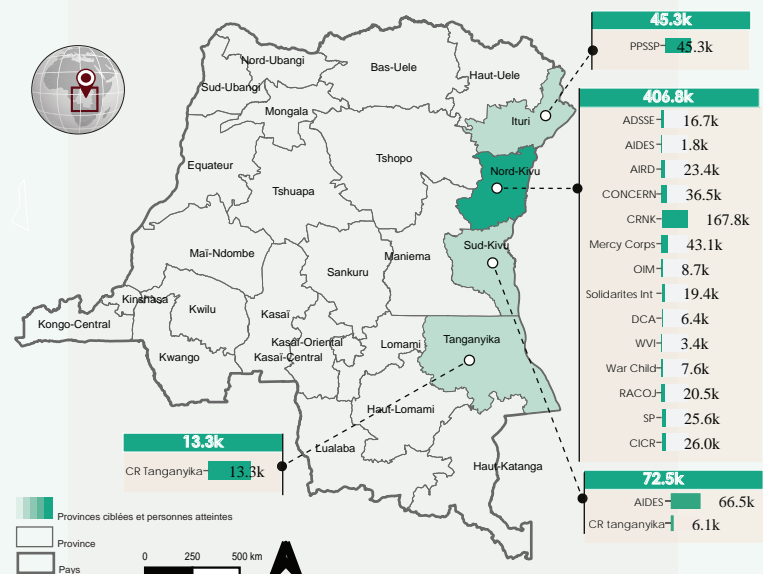 45.3k
PPSSP 45.3k
406.8k
ADSSE 16.7k
AIDES 1.8k
AIRD 23.4k
CONCERN 36.5k
CRNK 167.8k
Mercy Corps 43.1k
OIM 8.7k
Solidarites Int 19.4k
DCA 6.4k
WVI 3.4k
War Child 7.6k
RACOJ 20.5k
SP 25.6k
CICR 26.0k
72.5k
AIDES 66.5k
CR tanganyika 6.1k
13.3k
CR Tanganyika 13.3k
Nord-Ubangi
Bas-Uele
Haut-Uele
Sud-Ubangi
Mongala
Ituri
Equateur
Tshopo
Nord-Kivu
Tshuapa
Maï-Ndombe
Maniema
Sud-Kivu
Sankuru
Kinshasa
Kwilu
Kasaï
Kongo-Central
Kasaï-Oriental
Lomami
Tanganyika
Kwango
Kasaï-Central
Haut-Lomami
Lualaba
Haut-Katanga
Provinces ciblées et personnes atteintes
Province
Pays
0 250 500 km